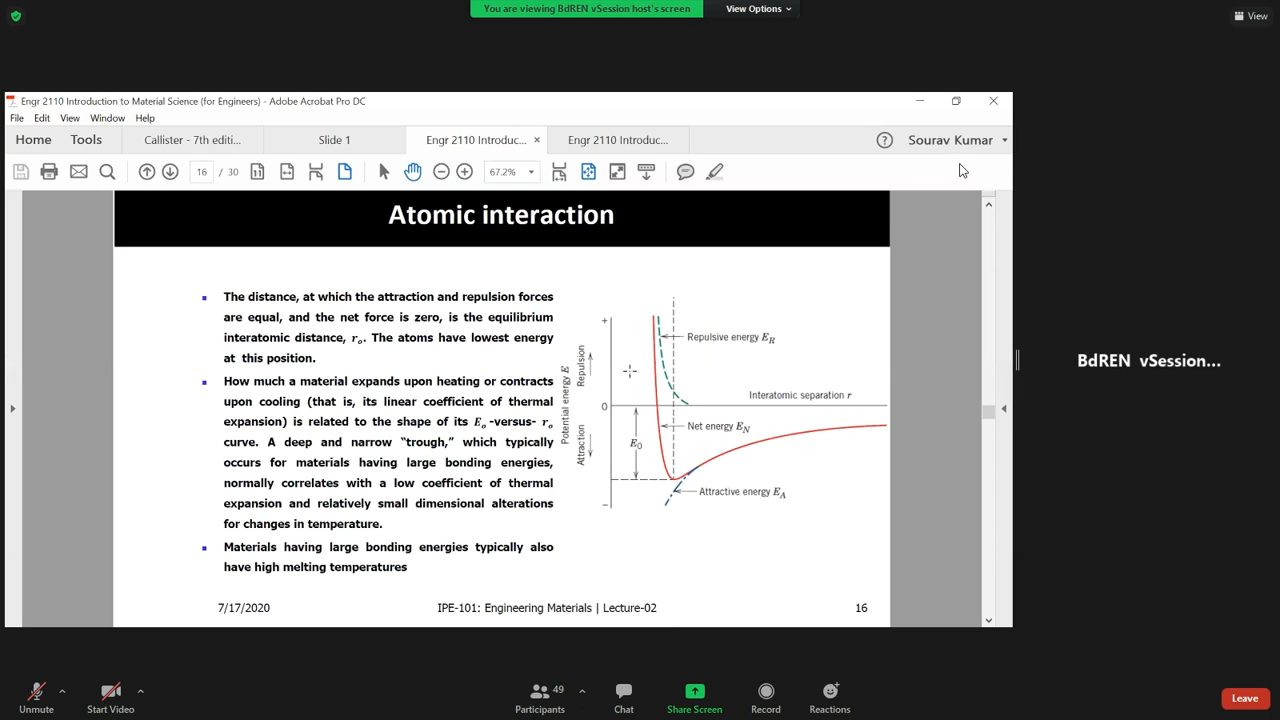 You are viewing BdREN vSession host's screen
View Options
View
Engr 2110 Introduction to Material Science (for Engineers) - Adobe Acrobat Pro DC
File Edit View Window Help
Home Tools Callister - 7th editi... Slide 1 Engr 2110 Introduc... × Engr 2110 Introduc... Sourav Kumar
16 / 30 67.2%
Atomic interaction
The distance, at which the attraction and repulsion forces
are equal, and the net force is zero, is the equilibrium
interatomic distance, rₒ. The atoms have lowest energy
at this position.
How much a material expands upon heating or contracts
upon cooling (that is, its linear coefficient of thermal
expansion) is related to the shape of its Eₒ-versus- rₒ
curve. A deep and narrow “trough,” which typically
occurs for materials having large bonding energies,
normally correlates with a low coefficient of thermal
expansion and relatively small dimensional alterations
for changes in temperature.
Materials having large bonding energies typically also
have high melting temperatures
+
Repulsive energy E_R
Repulsion
Potential energy E
Interatomic separation r
0
Net energy E_N
Attraction
E₀
Attractive energy E_A
−
7/17/2020 IPE-101: Engineering Materials | Lecture-02 16
BdREN vSession...
Unmute Start Video 49 Participants Chat Share Screen Record Reactions Leave